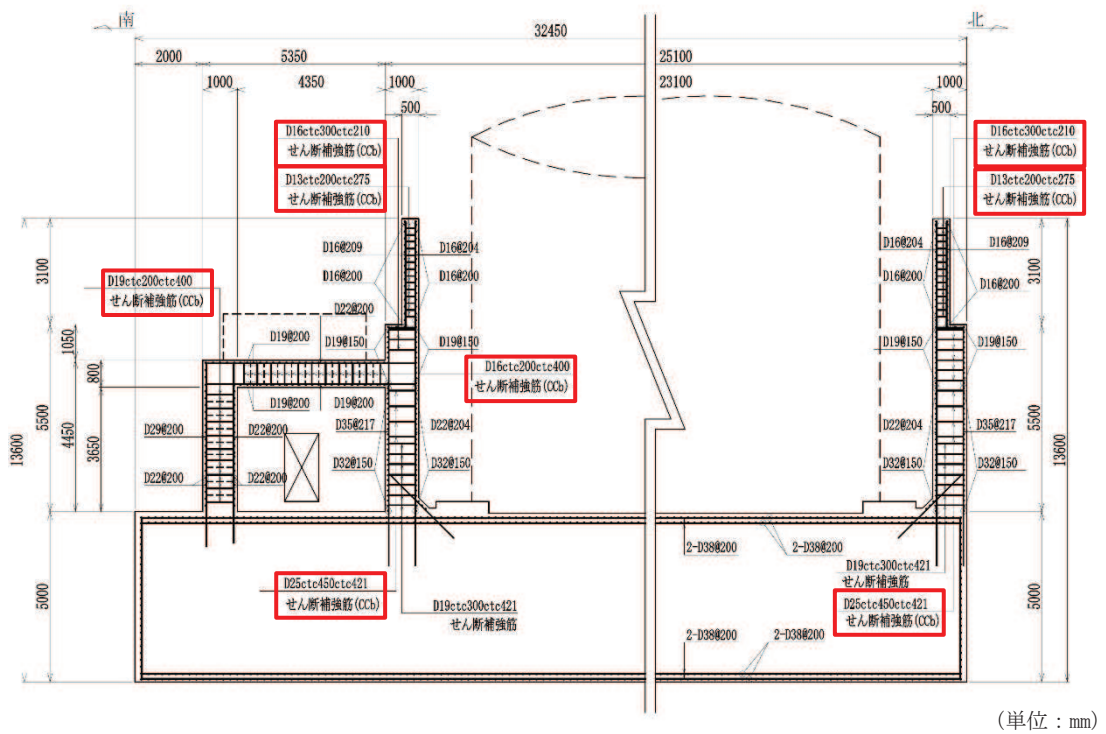 南
北
32450
2000
5350
25100
1000
4350
1000
23100
1000
500
500
D16ctc300ctc210
せん断補強筋(CCb)
D16ctc300ctc210
せん断補強筋(CCb)
D13ctc200ctc275
せん断補強筋(CCb)
D13ctc200ctc275
せん断補強筋(CCb)
D16@209
D16@204
D16@204
D16@209
D16@200
D16@200
D16@200
D16@200
3100
3100
D19ctc200ctc400
せん断補強筋(CCb)
D22@200
D19@200
D19@150
D19@150
D19@150
D19@150
1050
D16ctc200ctc400
せん断補強筋(CCb)
800
D19@200
D19@200
D35@217
D22@204
D22@204
D35@217
D29@200
D22@200
13600
5500
4450
3650
5500
13600
D32@150
D32@150
D32@150
D32@150
D22@200
D22@200
2-D38@200
2-D38@200
D19ctc300ctc421
せん断補強筋
D25ctc450ctc421
せん断補強筋(CCb)
D19ctc300ctc421
せん断補強筋
D25ctc450ctc421
せん断補強筋(CCb)
5000
5000
2-D38@200
2-D38@200
(単位：mm)